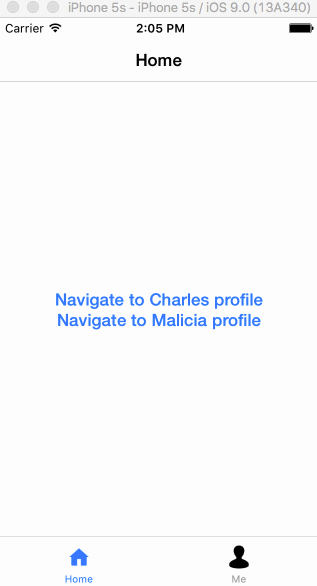 iPhone 5s - iPhone 5s / iOS 9.0 (13A340)
Carrier 2:05 PM
Home
Navigate to Charles profile
Navigate to Malicia profile
Home Me